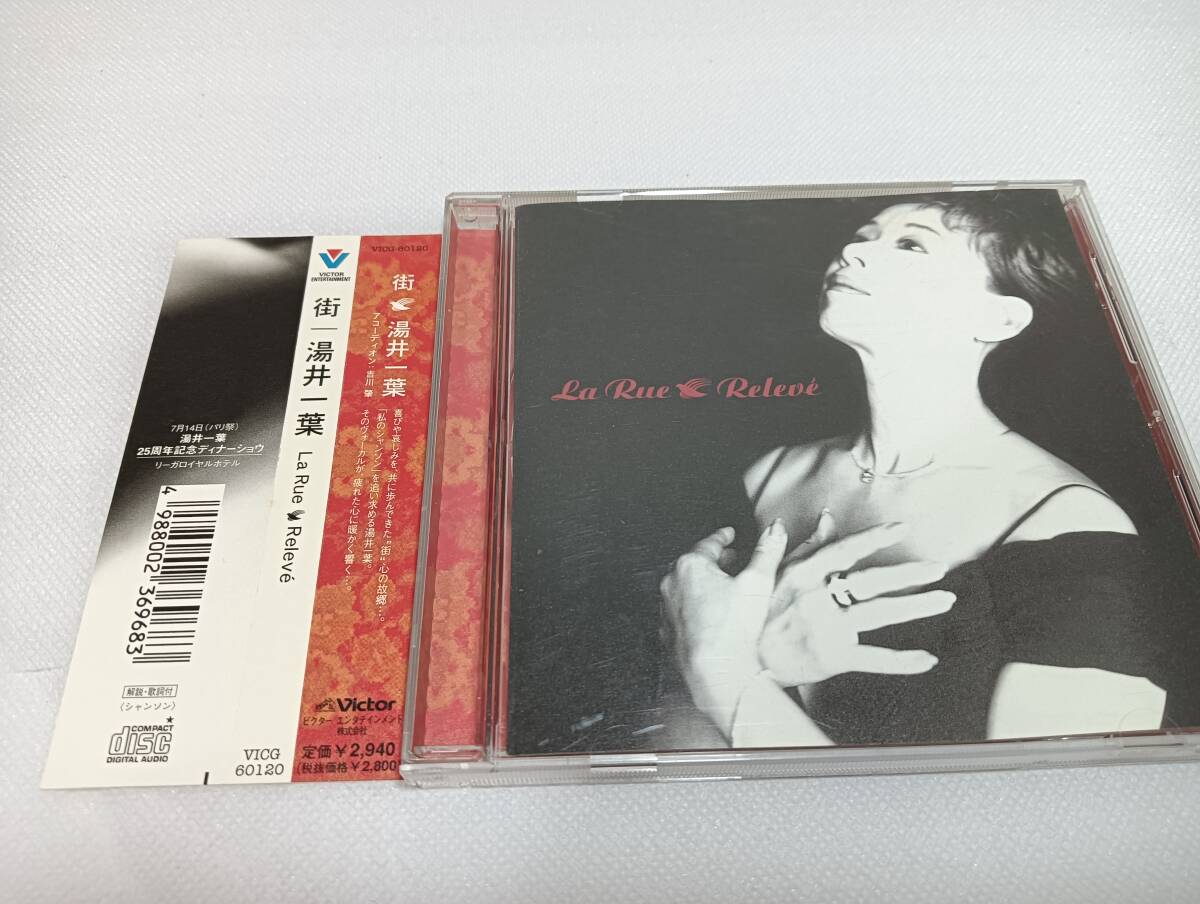 7月14日(パリ祭)
湯井一葉
25周年記念ディナーショウ
リーガロイヤルホテル
4 988002 369683
解説・歌詞付
〈シャンソン〉
COMPACT
disc
DIGITAL AUDIO
VICTOR
ENTERTAINMENT
街 湯井一葉 La Rue Relevé
VICG
60120
VICG-60120
街 湯井一葉
アコーディオン:吉川 肇
喜びや哀しみを、共に歩んできた“街”心の故郷…。
「私のシャンソン」を追い求める湯井一葉。
そのヴォーカルが、疲れた心に暖かく響く…。
Victor
ビクター エンタテインメント
株式会社
定価¥2,940
(税抜価格¥2,800
La Rue Relevé